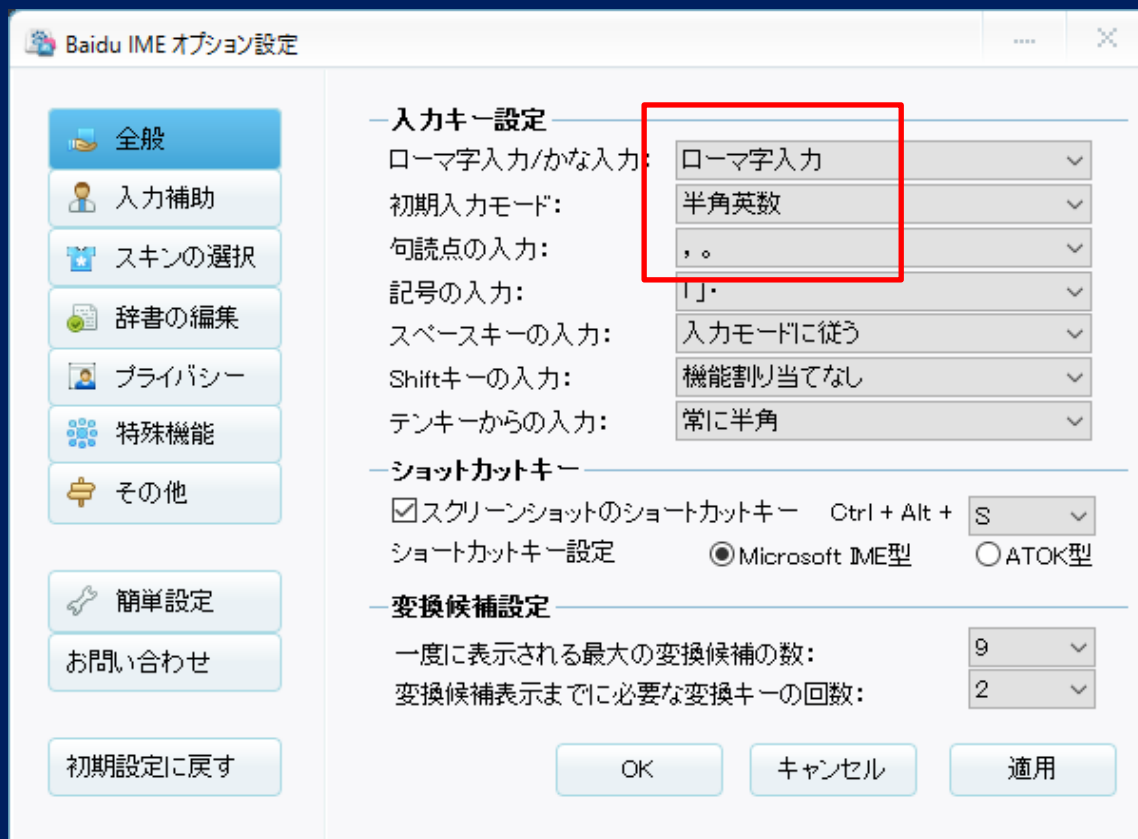 Baidu IME オプション設定
全般
入力補助
スキンの選択
辞書の編集
プライバシー
特殊機能
その他
簡単設定
お問い合わせ
初期設定に戻す
入力キー設定
ローマ字入力/かな入力: ローマ字入力
初期入力モード: 半角英数
句読点の入力: , 。
記号の入力: 「」・
スペースキーの入力: 入力モードに従う
Shiftキーの入力: 機能割り当てなし
テンキーからの入力: 常に半角
ショットカットキー
スクリーンショットのショートカットキー Ctrl + Alt + S
ショートカットキー設定 Microsoft IME型 ATOK型
変換候補設定
一度に表示される最大の変換候補の数: 9
変換候補表示までに必要な変換キーの回数: 2
OK キャンセル 適用